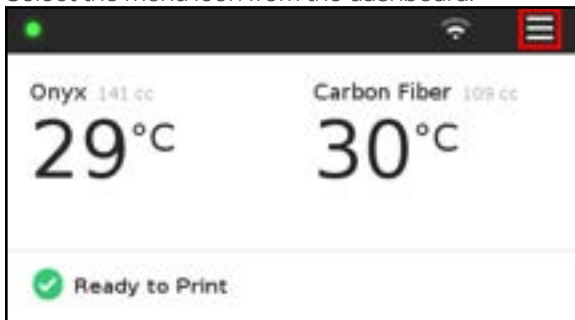 Select the menu icon from the dashboard.
Onyx 141 cc Carbon Fiber 109 cc
29°C 30°C
Ready to Print